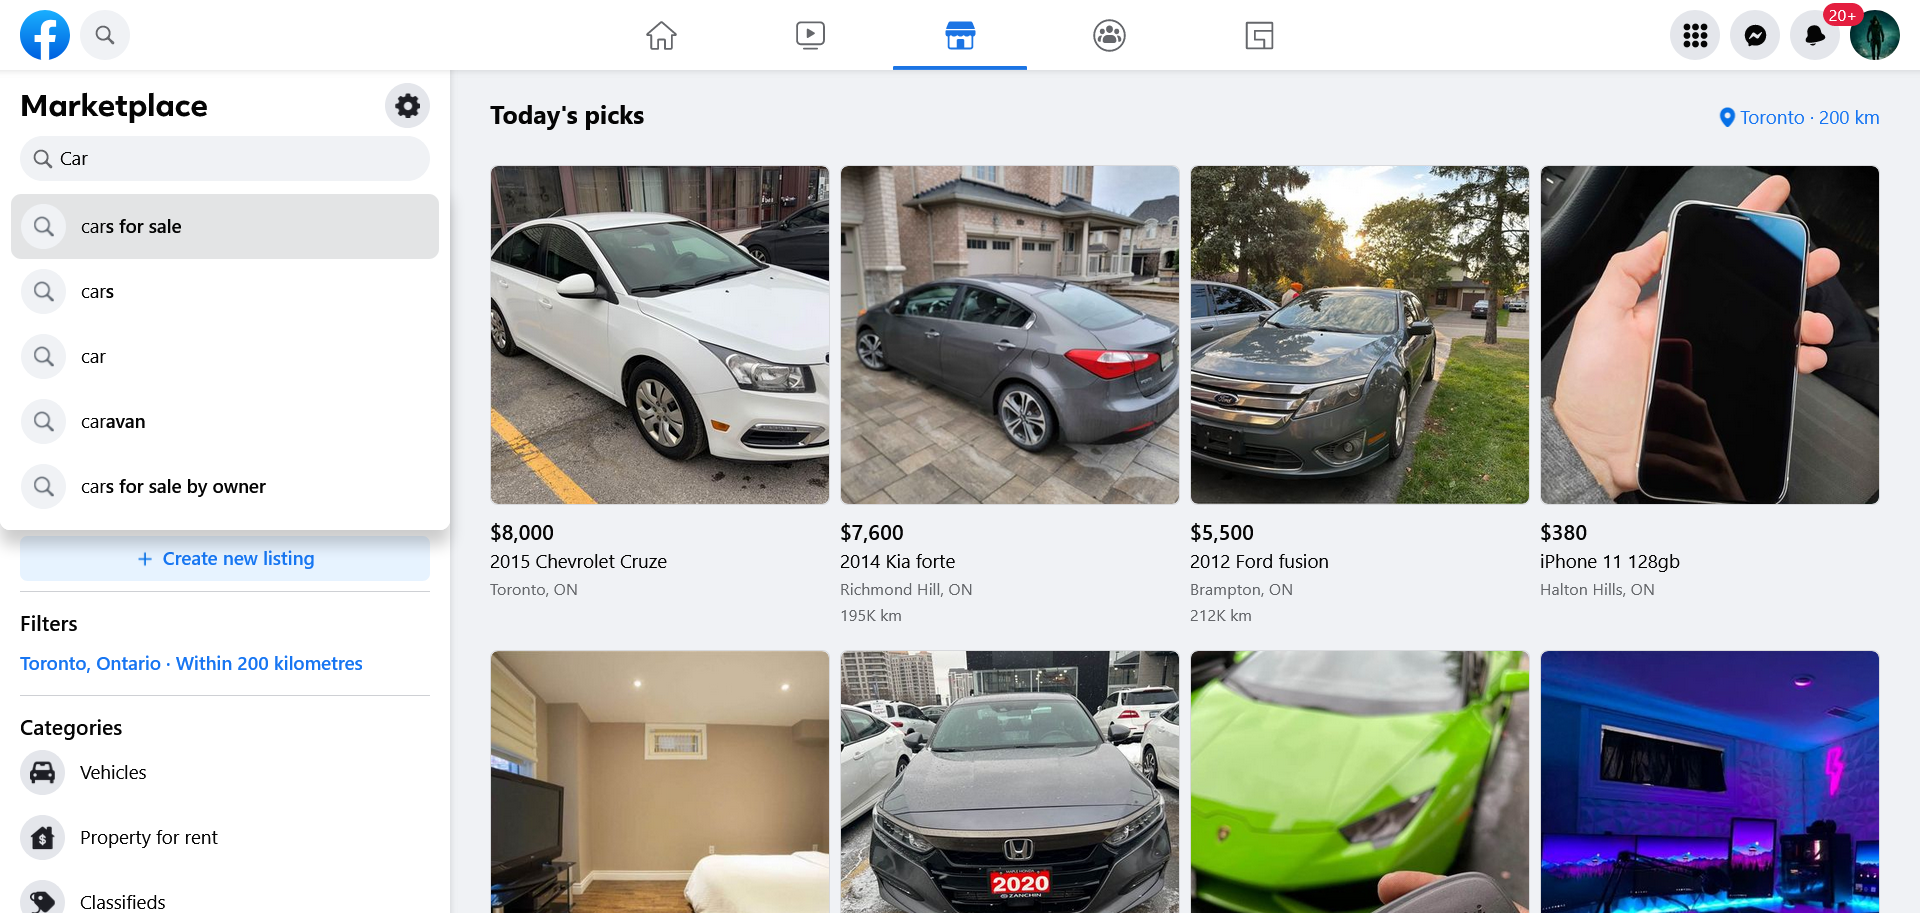 20+
Marketplace
Car
cars for sale
cars
car
caravan
cars for sale by owner
+ Create new listing
Filters
Toronto, Ontario · Within 200 kilometres
Categories
Vehicles
Property for rent
Classifieds
Today's picks
Toronto · 200 km
$8,000
2015 Chevrolet Cruze
Toronto, ON
$7,600
2014 Kia forte
Richmond Hill, ON
195K km
$5,500
2012 Ford fusion
Brampton, ON
212K km
$380
iPhone 11 128gb
Halton Hills, ON
MAPLE HONDA
2020
ZANCHIN